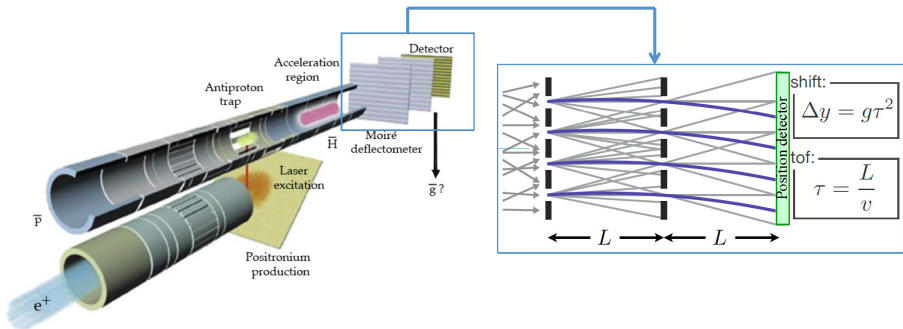 Detector
Acceleration
region
Antiproton
trap
H̅
Moiré
deflectometer
g̅ ?
Laser
excitation
p̅
Positronium
production
e⁺
L
L
Position detector
shift:
Δy = gτ²
tof:
τ = L/v